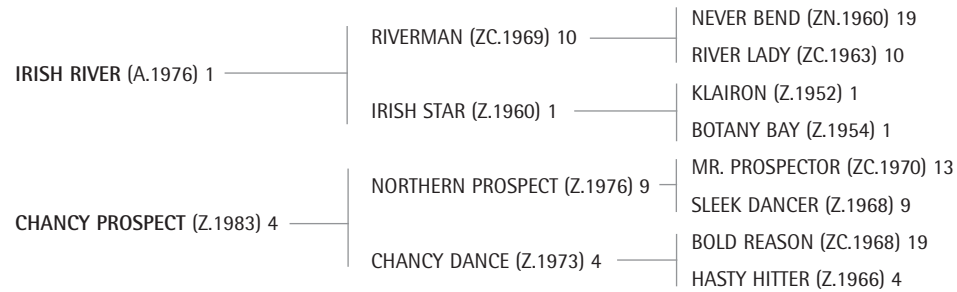 NEVER BEND (ZN.1960) 19
RIVERMAN (ZC.1969) 10
RIVER LADY (ZC.1963) 10
IRISH RIVER (A.1976) 1
KLAIRON (Z.1952) 1
IRISH STAR (Z.1960) 1
BOTANY BAY (Z.1954) 1
MR. PROSPECTOR (ZC.1970) 13
NORTHERN PROSPECT (Z.1976) 9
SLEEK DANCER (Z.1968) 9
CHANCY PROSPECT (Z.1983) 4
BOLD REASON (ZC.1968) 19
CHANCY DANCE (Z.1973) 4
HASTY HITTER (Z.1966) 4